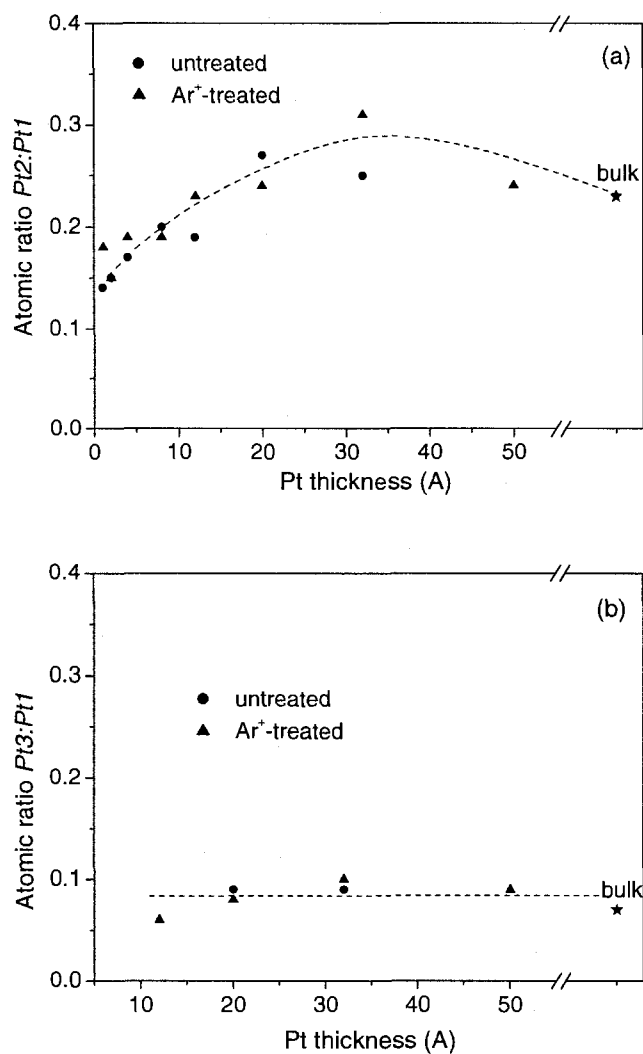 0.4
(a)
● untreated
▲ Ar⁺-treated
0.3
bulk
0.2
0.1
0.0
Atomic ratio Pt2:Pt1
0 10 20 30 40 50
Pt thickness (A)
0.4
(b)
0.3
● untreated
▲ Ar⁺-treated
0.2
0.1
bulk
0.0
Atomic ratio Pt3:Pt1
10 20 30 40 50
Pt thickness (A)